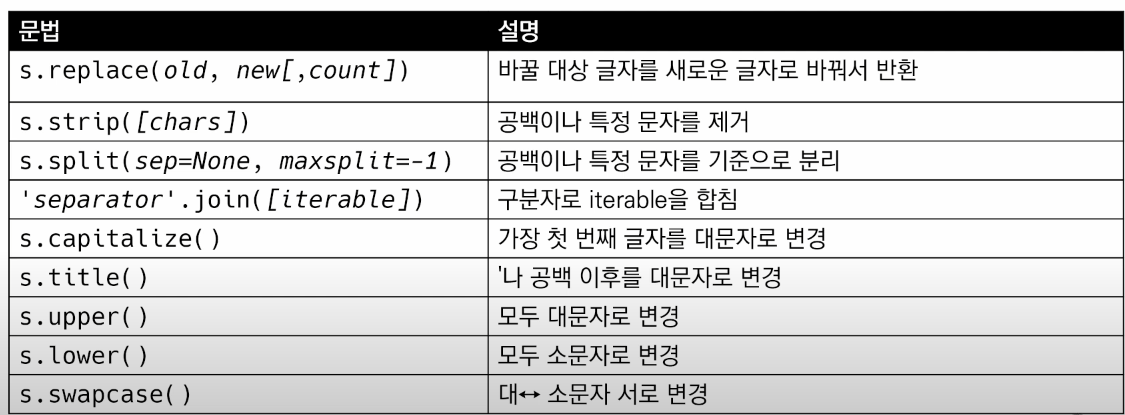 문법 설명
s.replace(old, new[,count]) 바꿀 대상 글자를 새로운 글자로 바꿔서 반환
s.strip([chars]) 공백이나 특정 문자를 제거
s.split(sep=None, maxsplit=-1) 공백이나 특정 문자를 기준으로 분리
'separator'.join([iterable]) 구분자로 iterable을 합침
s.capitalize() 가장 첫 번째 글자를 대문자로 변경
s.title() '나 공백 이후를 대문자로 변경
s.upper() 모두 대문자로 변경
s.lower() 모두 소문자로 변경
s.swapcase() 대↔ 소문자 서로 변경